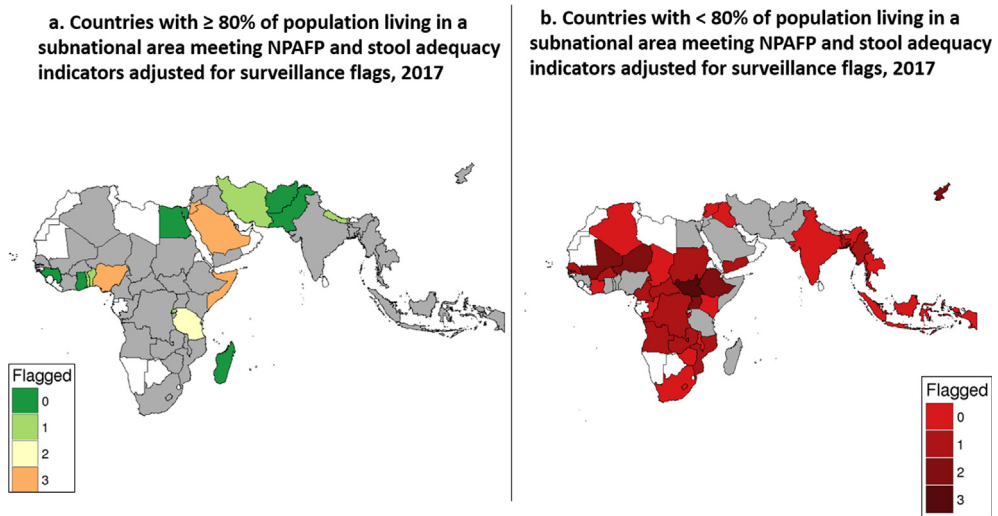 a. Countries with ≥ 80% of population living in a
subnational area meeting NPAFP and stool adequacy
indicators adjusted for surveillance flags, 2017
Flagged
0
1
2
3
b. Countries with < 80% of population living in a
subnational area meeting NPAFP and stool adequacy
indicators adjusted for surveillance flags, 2017
Flagged
0
1
2
3